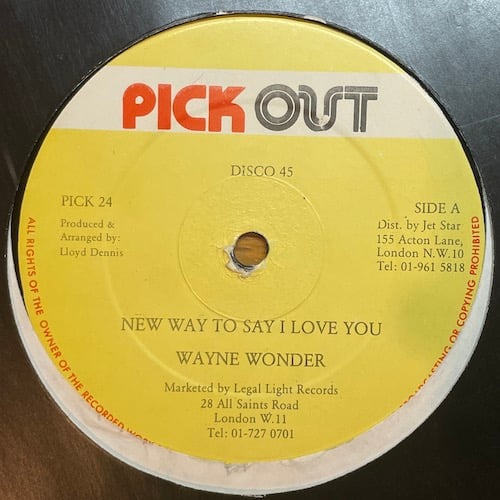 PICK OUT
DISCO 45
PICK 24
Produced &
Arranged by:
Lloyd Dennis
SIDE A
Dist. by Jet Star
155 Acton Lane,
London N.W.10
Tel: 01-961 5818
NEW WAY TO SAY I LOVE YOU
WAYNE WONDER
Marketed by Legal Light Records
28 All Saints Road
London W.11
Tel: 01-727 0701
ALL RIGHTS OF THE OWNER OF THE RECORDED
OR COPYING PROHIBITED